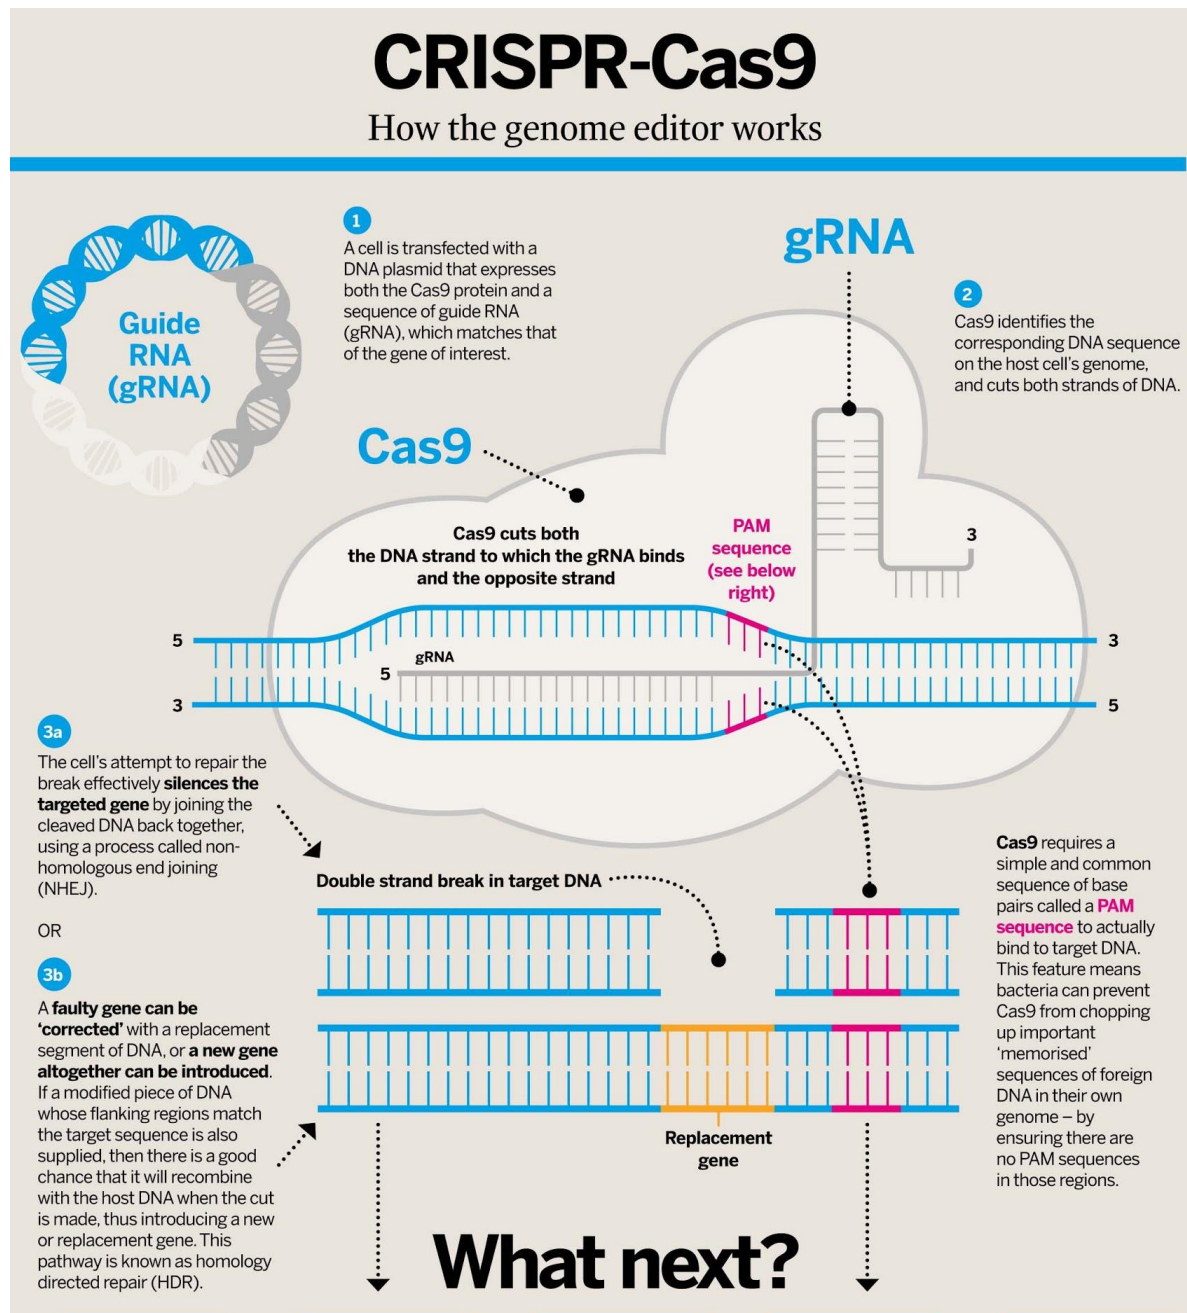 CRISPR-Cas9
How the genome editor works
Guide
RNA
(gRNA)
1
A cell is transfected with a
DNA plasmid that expresses
both the Cas9 protein and a
sequence of guide RNA
(gRNA), which matches that
of the gene of interest.
gRNA
2
Cas9 identifies the
corresponding DNA sequence
on the host cell's genome,
and cuts both strands of DNA.
Cas9
Cas9 cuts both
the DNA strand to which the gRNA binds
and the opposite strand
PAM
sequence
(see below
right)
3
5
3
gRNA
5
3
5
3a
The cell's attempt to repair the
break effectively silences the
targeted gene by joining the
cleaved DNA back together,
using a process called non-
homologous end joining
(NHEJ).
OR
3b
A faulty gene can be
‘corrected’ with a replacement
segment of DNA, or a new gene
altogether can be introduced.
If a modified piece of DNA
whose flanking regions match
the target sequence is also
supplied, then there is a good
chance that it will recombine
with the host DNA when the cut
is made, thus introducing a new
or replacement gene. This
pathway is known as homology
directed repair (HDR).
Double strand break in target DNA
Replacement
gene
Cas9 requires a
simple and common
sequence of base
pairs called a PAM
sequence to actually
bind to target DNA.
This feature means
bacteria can prevent
Cas9 from chopping
up important
‘memorised’
sequences of foreign
DNA in their own
genome – by
ensuring there are
no PAM sequences
in those regions.
What next?